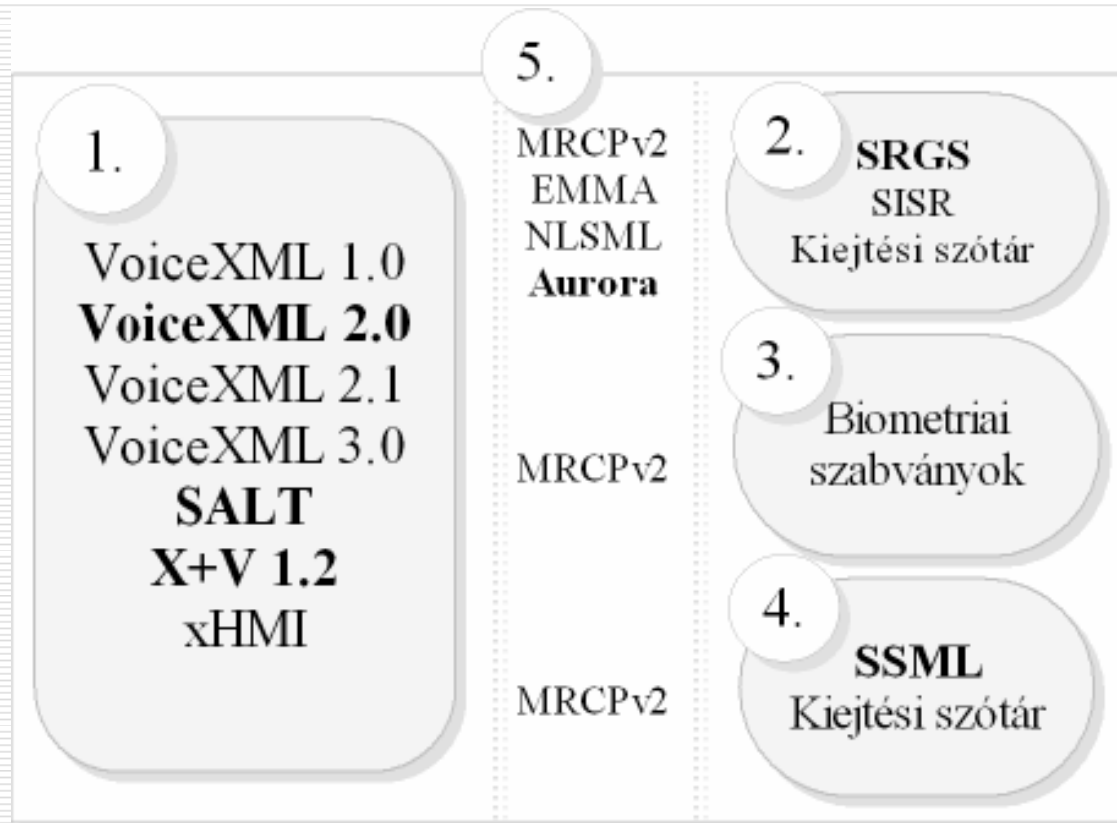 1.
VoiceXML 1.0
VoiceXML 2.0
VoiceXML 2.1
VoiceXML 3.0
SALT
X+V 1.2
xHMI
5.
MRCPv2
EMMA
NLSML
Aurora
MRCPv2
MRCPv2
2.
SRGS
SISR
Kiejtési szótár
3.
Biometriai
szabványok
4.
SSML
Kiejtési szótár